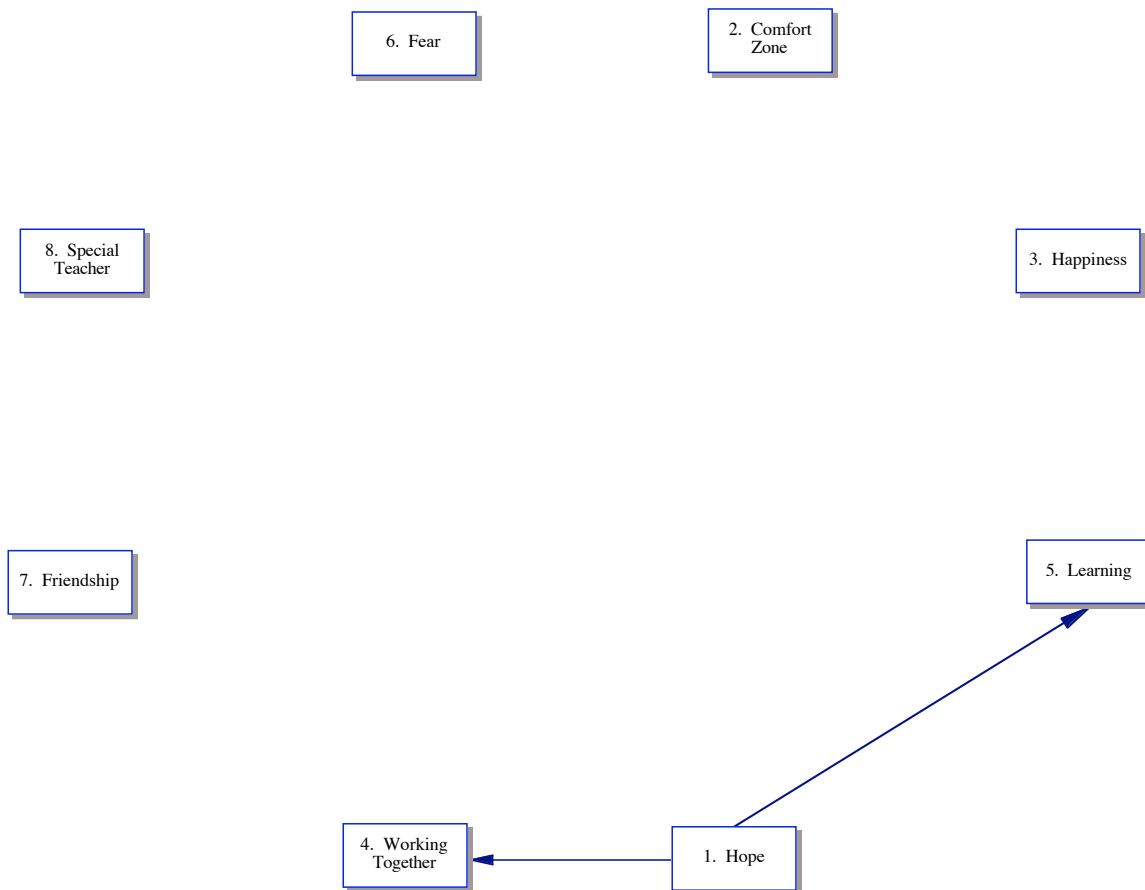 6. Fear
2. Comfort
Zone
8. Special
Teacher
3. Happiness
7. Friendship
5. Learning
4. Working
Together
1. Hope